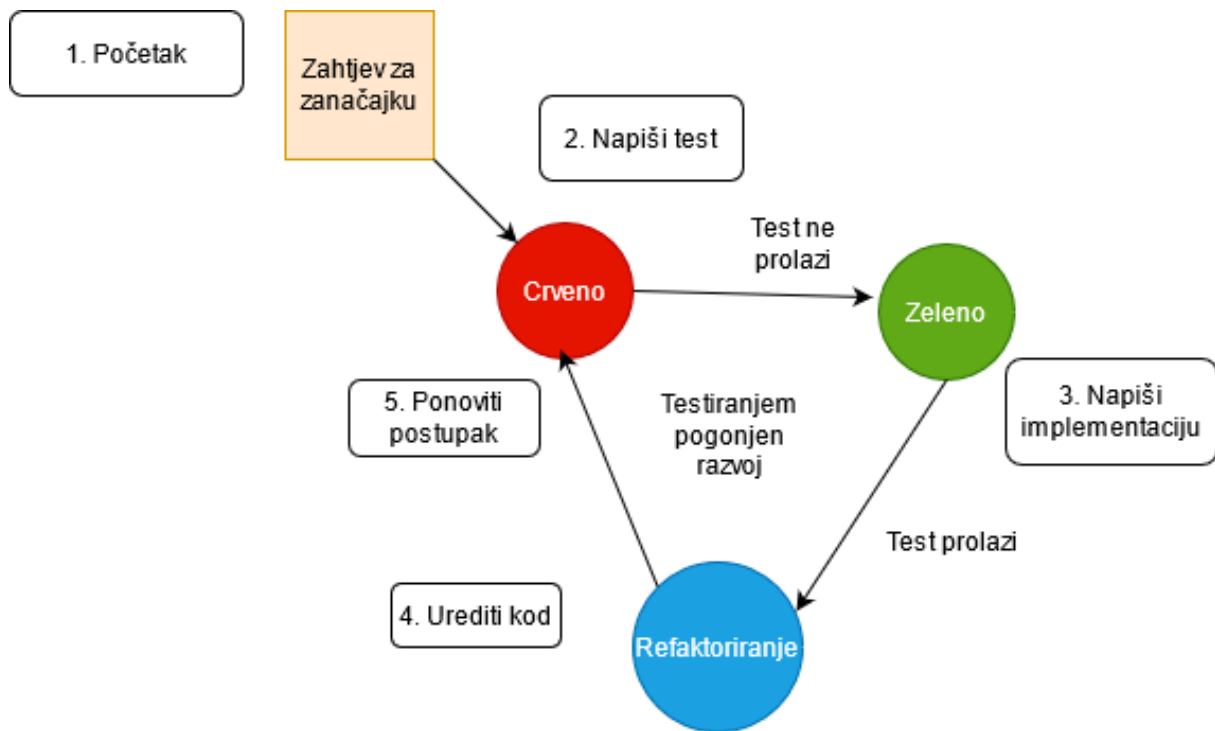 1. Početak
Zahtjev za
zanačajku
2. Napiši test
Test ne
prolazi
Crveno
Zeleno
5. Ponoviti
postupak
Testiranjem
pogonjen
razvoj
3. Napiši
implementaciju
Test prolazi
4. Urediti kod
Refaktoriranje